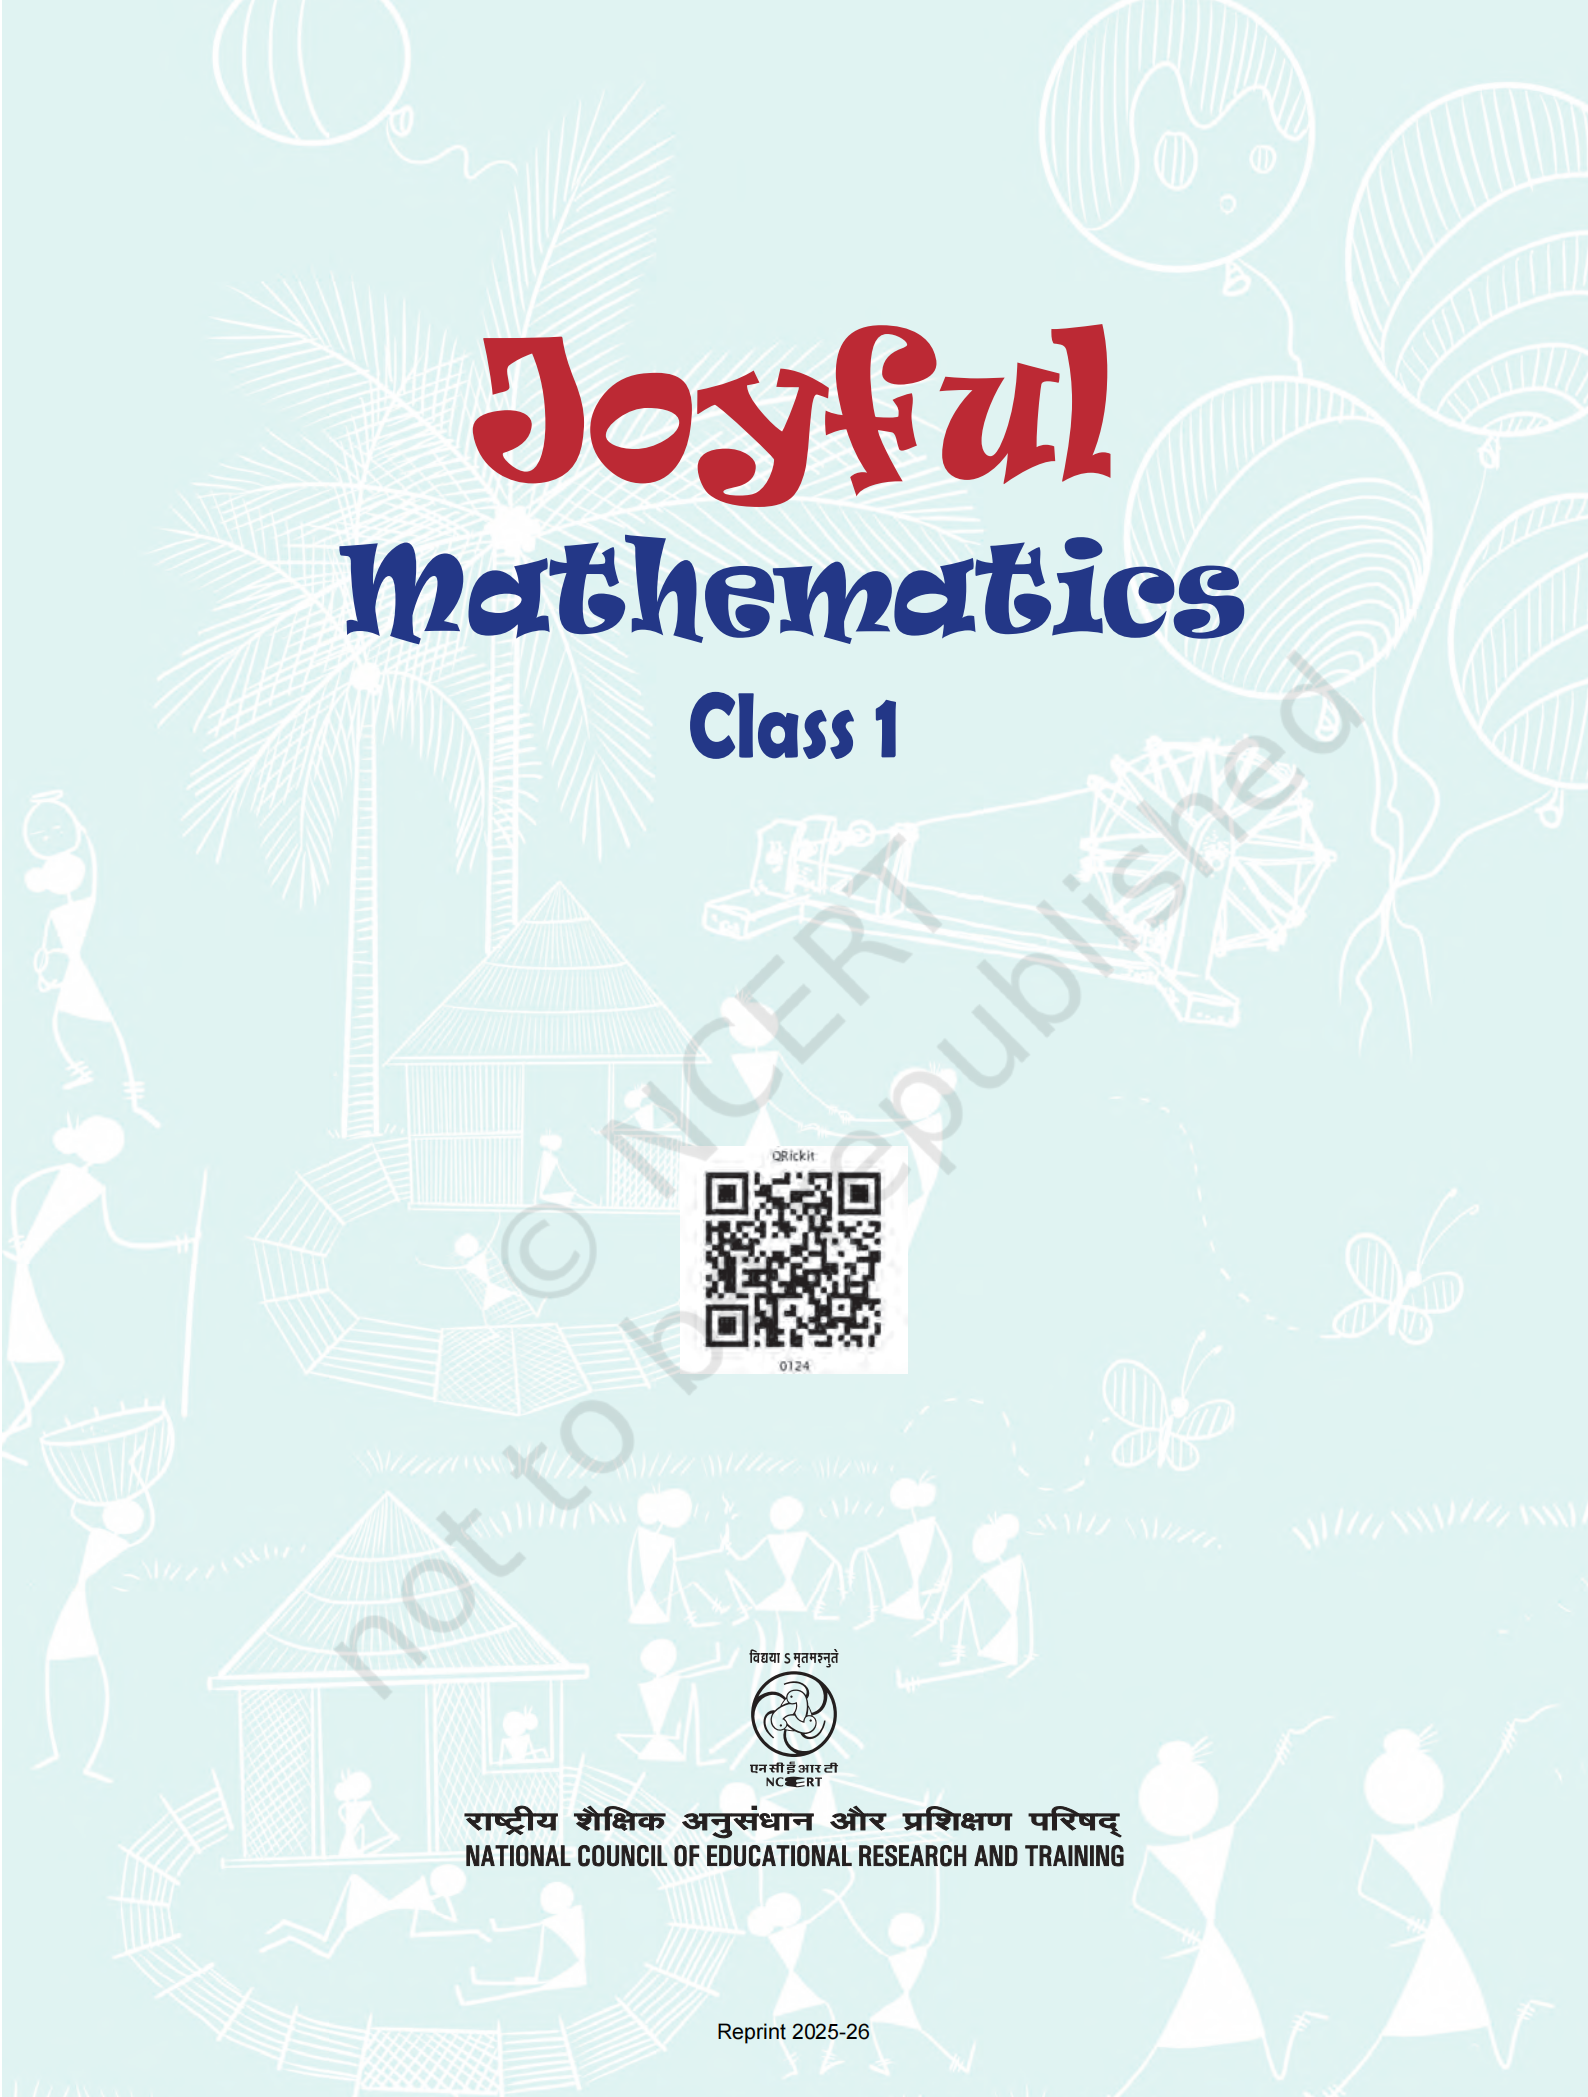 Joyful
Mathematics
Class 1
© NCERT
not to be republished
QRickit
0124
विद्यया ऽ मृतमश्नुते
एन सी ई आर टी
NCERT
राष्ट्रीय शैक्षिक अनुसंधान और प्रशिक्षण परिषद्
NATIONAL COUNCIL OF EDUCATIONAL RESEARCH AND TRAINING
Reprint 2025-26